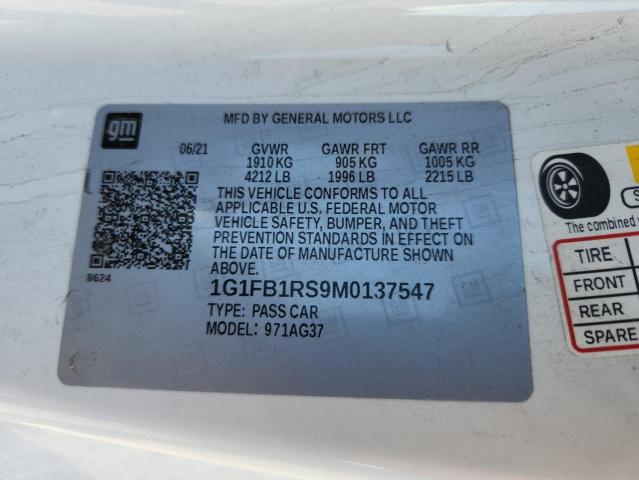 gm
MFD BY GENERAL MOTORS LLC
06/21 GVWR GAWR FRT GAWR RR
1910 KG 905 KG 1005 KG
4212 LB 1996 LB 2215 LB
THIS VEHICLE CONFORMS TO ALL
APPLICABLE U.S. FEDERAL MOTOR
VEHICLE SAFETY, BUMPER, AND THEFT
PREVENTION STANDARDS IN EFFECT ON
THE DATE OF MANUFACTURE SHOWN
ABOVE.
8624
1G1FB1RS9M0137547
TYPE: PASS CAR
MODEL: 971AG37
The combined
TIRE
FRONT
REAR
SPARE